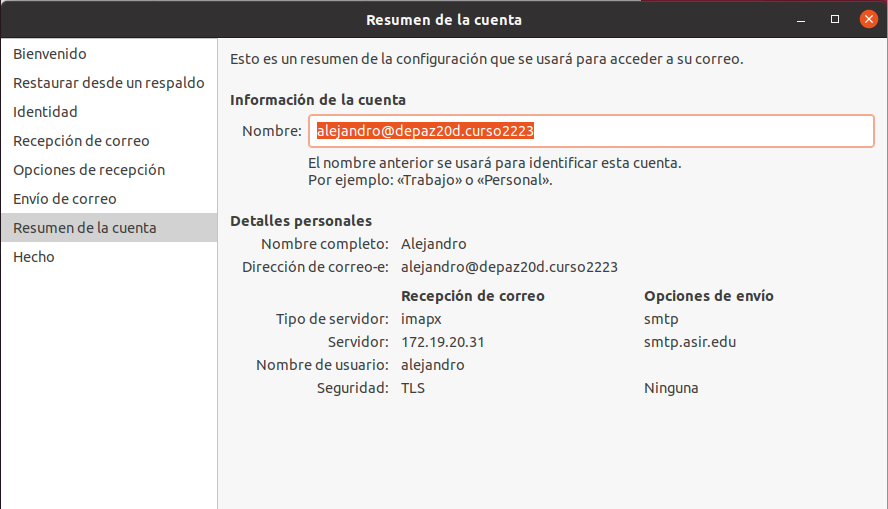 Resumen de la cuenta
Bienvenido
Restaurar desde un respaldo
Identidad
Recepción de correo
Opciones de recepción
Envío de correo
Resumen de la cuenta
Hecho
Esto es un resumen de la configuración que se usará para acceder a su correo.
Información de la cuenta
Nombre: alejandro@depaz20d.curso2223
El nombre anterior se usará para identificar esta cuenta.
Por ejemplo: «Trabajo» o «Personal».
Detalles personales
Nombre completo: Alejandro
Dirección de correo-e: alejandro@depaz20d.curso2223
Recepción de correo Opciones de envío
Tipo de servidor: imapx smtp
Servidor: 172.19.20.31 smtp.asir.edu
Nombre de usuario: alejandro
Seguridad: TLS Ninguna